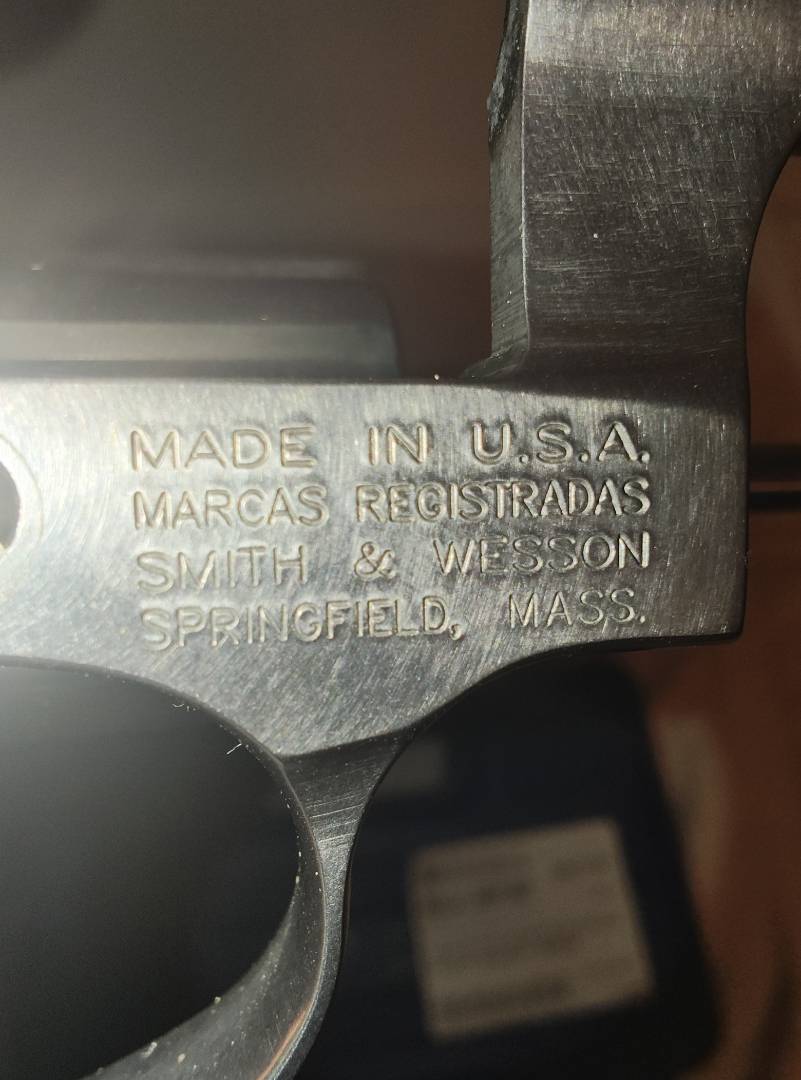 MADE IN U.S.A.
MARCAS REGISTRADAS
SMITH & WESSON
SPRINGFIELD, MASS.